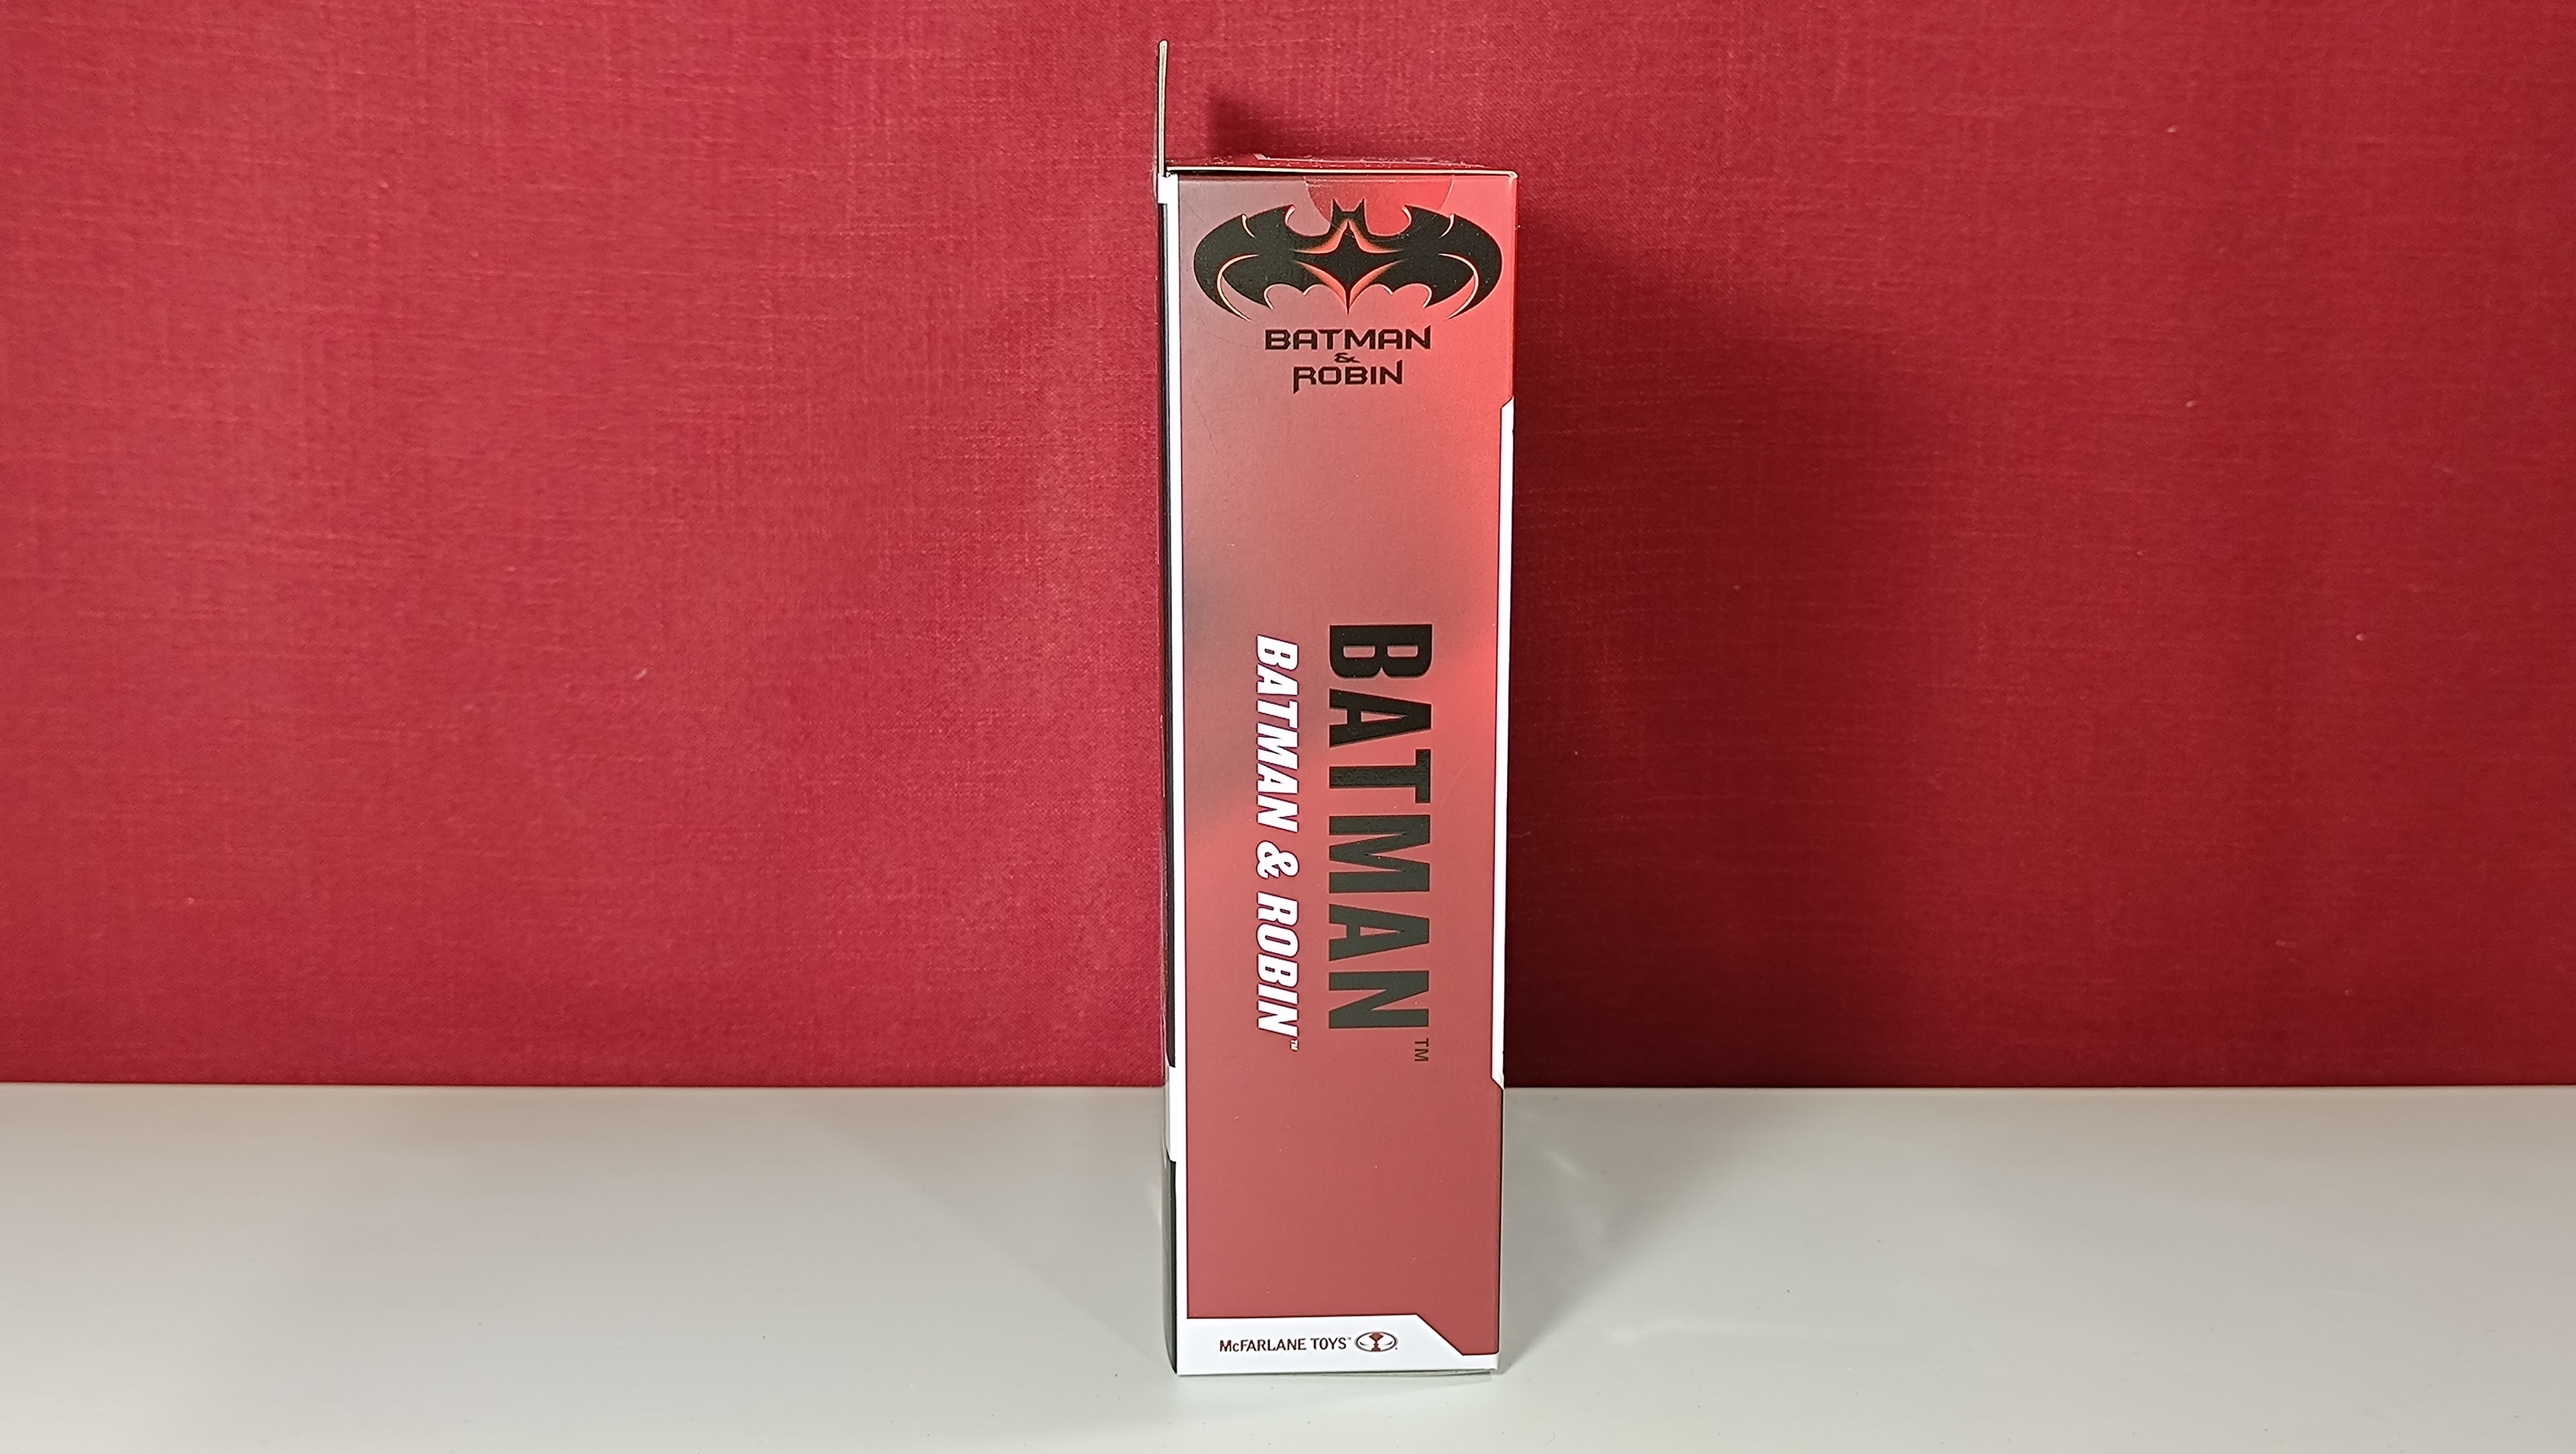 BATMAN
&
ROBIN
BATMAN™
BATMAN & ROBIN™
McFARLANE TOYS™